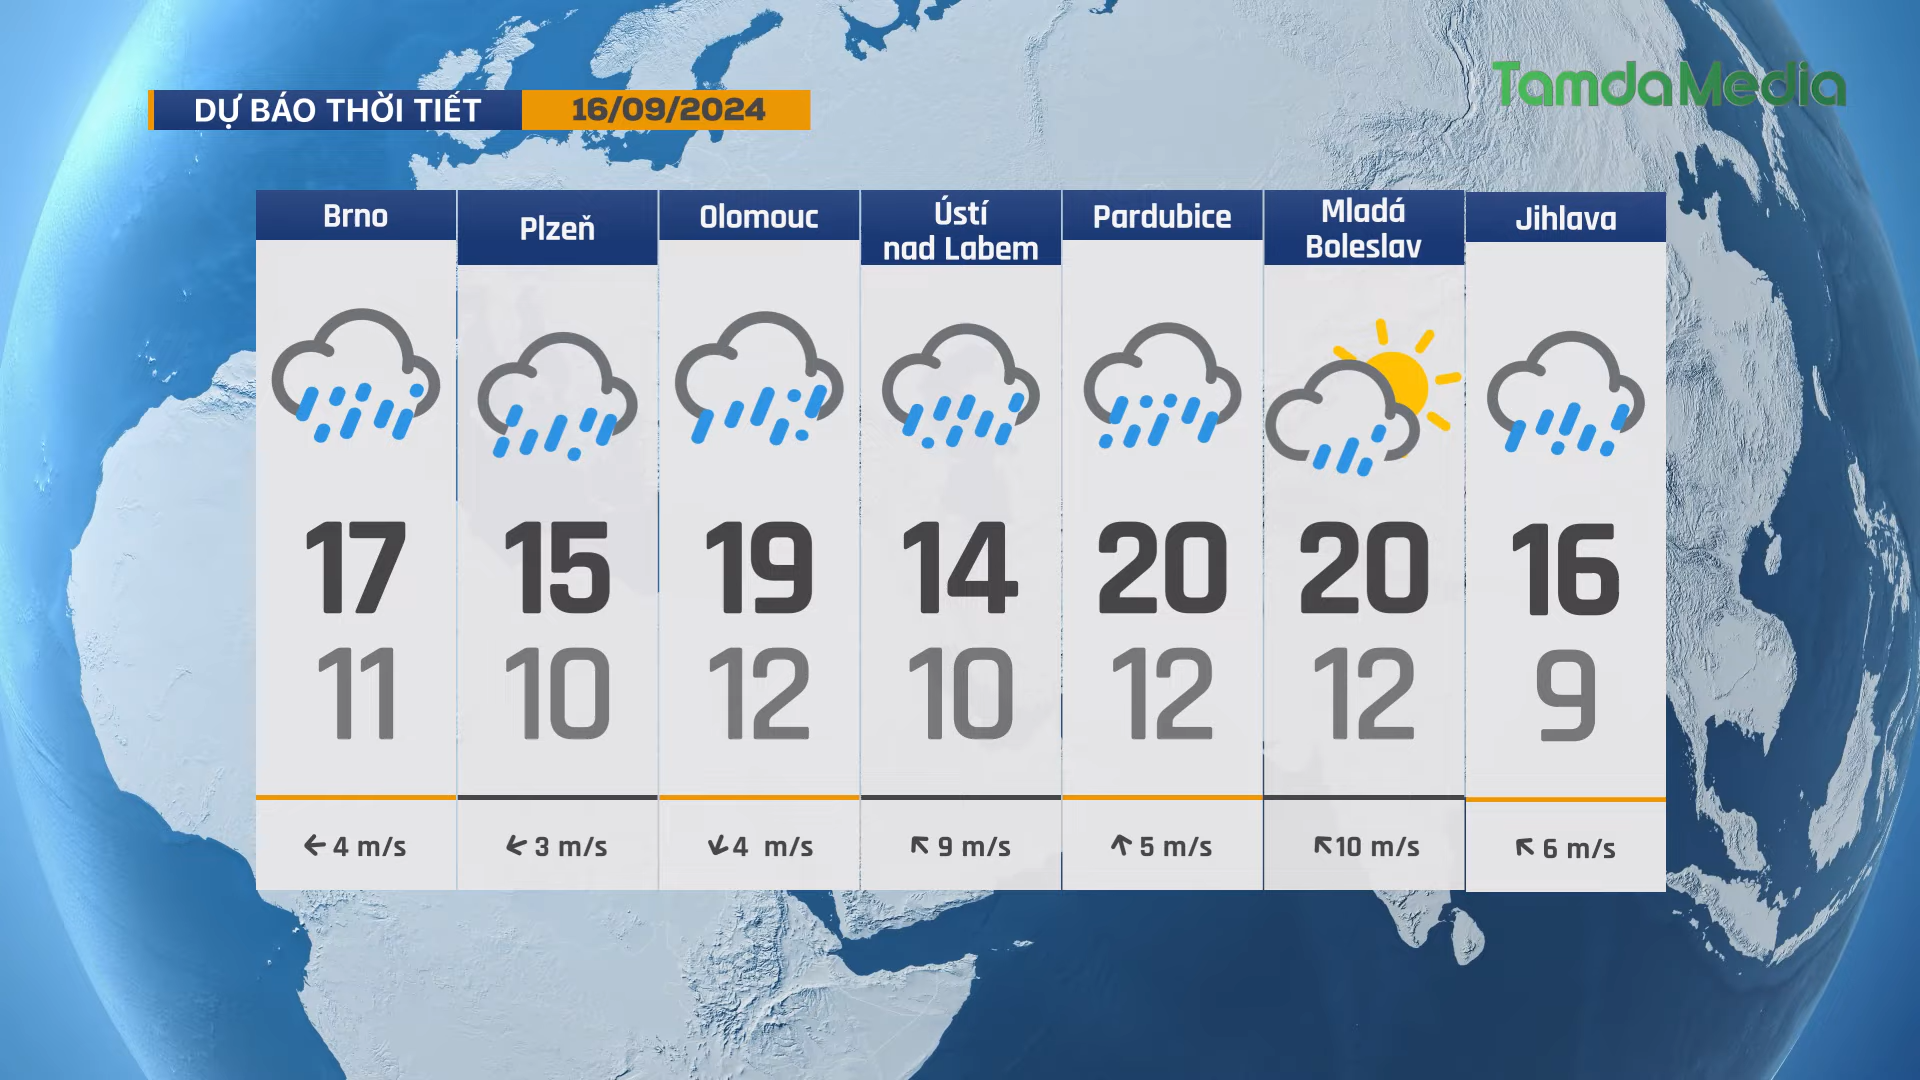 TamdaMedia
DỰ BÁO THỜI TIẾT 16/09/2024
Brno
17
11
4 m/s
Plzeň
15
10
3 m/s
Olomouc
19
12
4 m/s
Ústí
nad Labem
14
10
9 m/s
Pardubice
20
12
5 m/s
Mladá
Boleslav
20
12
10 m/s
Jihlava
16
9
6 m/s